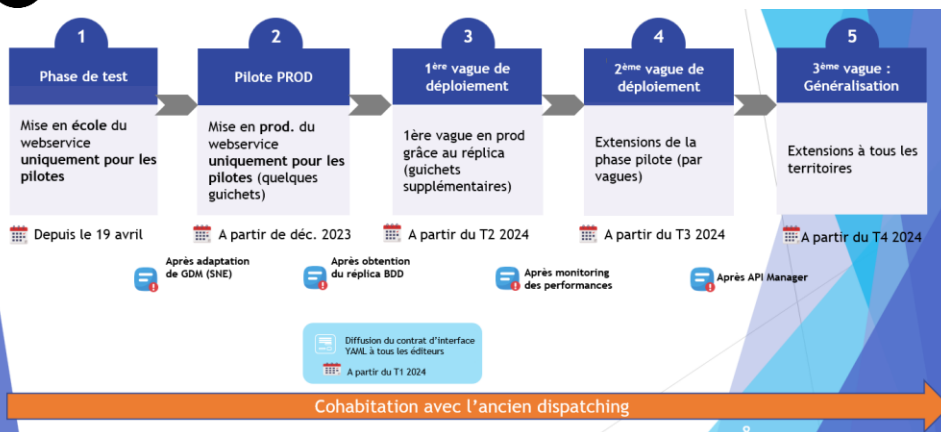 1
Phase de test
Mise en école du
webservice
uniquement pour les
pilotes
Depuis le 19 avril
2
Pilote PROD
Mise en prod. du
webservice
uniquement pour les
pilotes (quelques
guichets)
A partir de déc. 2023
3
1ère vague de
déploiement
1ère vague en prod
grâce au réplica
(guichets
supplémentaires)
A partir du T2 2024
4
2ème vague de
déploiement
Extensions de la
phase pilote (par
vagues)
A partir du T3 2024
5
3ème vague :
Généralisation
Extensions à tous les
territoires
A partir du T4 2024
Après adaptation
de GDM (SNE)
Après obtention
du réplica BDD
Après monitoring
des performances
Après API Manager
Diffusion du contrat d'interface
YAML à tous les éditeurs
A partir du T1 2024
Cohabitation avec l'ancien dispatching